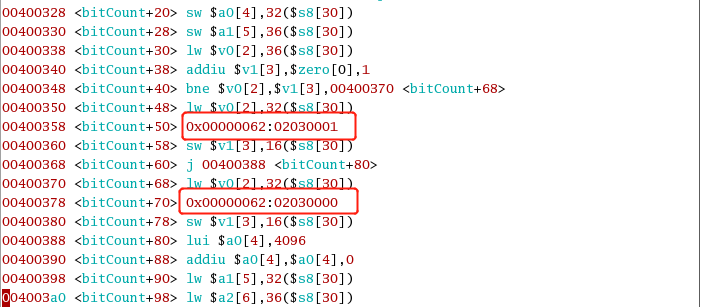 00400328 <bitCount+20> sw $a0[4],32($s8[30])
00400330 <bitCount+28> sw $a1[5],36($s8[30])
00400338 <bitCount+30> lw $v0[2],36($s8[30])
00400340 <bitCount+38> addiu $v1[3],$zero[0],1
00400348 <bitCount+40> bne $v0[2],$v1[3],00400370 <bitCount+68>
00400350 <bitCount+48> lw $v0[2],32($s8[30])
00400358 <bitCount+50> 0x00000062:02030001
00400360 <bitCount+58> sw $v1[3],16($s8[30])
00400368 <bitCount+60> j 00400388 <bitCount+80>
00400370 <bitCount+68> lw $v0[2],32($s8[30])
00400378 <bitCount+70> 0x00000062:02030000
00400380 <bitCount+78> sw $v1[3],16($s8[30])
00400388 <bitCount+80> lui $a0[4],4096
00400390 <bitCount+88> addiu $a0[4],$a0[4],0
00400398 <bitCount+90> lw $a1[5],32($s8[30])
004003a0 <bitCount+98> lw $a2[6],36($s8[30])